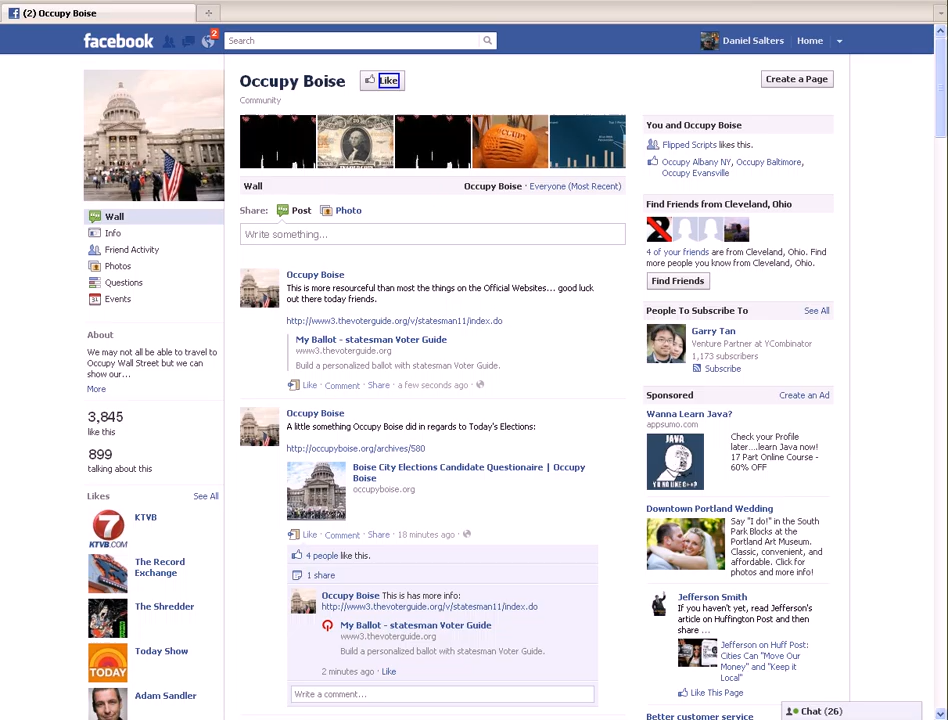 (2) Occupy Boise
facebook
2
Search
Daniel Salters Home
Occupy Boise
Like
Create a Page
Community
Wall
Occupy Boise · Everyone (Most Recent)
Share: Post Photo
Write something...
Wall
Info
Friend Activity
Photos
Questions
Events
About
We may not all be able to travel to
Occupy Wall Street but we can
show our...
More
3,845
like this
899
talking about this
Likes
See All
KTVB
KTVB.COM
The Record
Exchange
The Shredder
Today Show
TODAY
Adam Sandler
Occupy Boise
This is more resourceful than most the things on the Official Websites... good luck
out there today friends.
http://www3.thevoterguide.org/v/statesman11/index.do
My Ballot - statesman Voter Guide
www3.thevoterguide.org
Build a personalized ballot with statesman Voter Guide.
Like · Comment · Share · a few seconds ago ·
Occupy Boise
A little something Occupy Boise did in regards to Today's Elections:
http://occupyboise.org/archives/580
Boise City Elections Candidate Questionaire | Occupy
Boise
occupyboise.org
Like · Comment · Share · 18 minutes ago ·
4 people like this.
1 share
Occupy Boise This has more info:
http://www3.thevoterguide.org/v/statesman11/index.do
My Ballot - statesman Voter Guide
www3.thevoterguide.org
Build a personalized ballot with statesman Voter Guide.
2 minutes ago · Like
Write a comment...
You and Occupy Boise
Flipped Scripts likes this.
Occupy Albany NY, Occupy Baltimore,
Occupy Evansville
Find Friends from Cleveland, Ohio
4 of your friends are from Cleveland, Ohio. Find
more people you know from Cleveland, Ohio.
Find Friends
People To Subscribe To
See All
Garry Tan
Venture Partner at YCombinator
1,173 subscribers
Subscribe
Sponsored
Create an Ad
Wanna Learn Java?
appsumo.com
JAVA
Check your Profile
later....learn Java now!
17 Part Online Course -
60% OFF
Downtown Portland Wedding
Say "I do!" in the South
Park Blocks at the
Portland Art Museum.
Classic, convenient, and
affordable. Click for
photos and more info!
Jefferson Smith
If you haven't yet, read Jefferson's
article on Huffington Post and then
share ...
Jefferson on Huff Post:
Cities Can "Move Our
Money" and "Keep it
Local"
Like This Page
Better customer service
Chat (26)